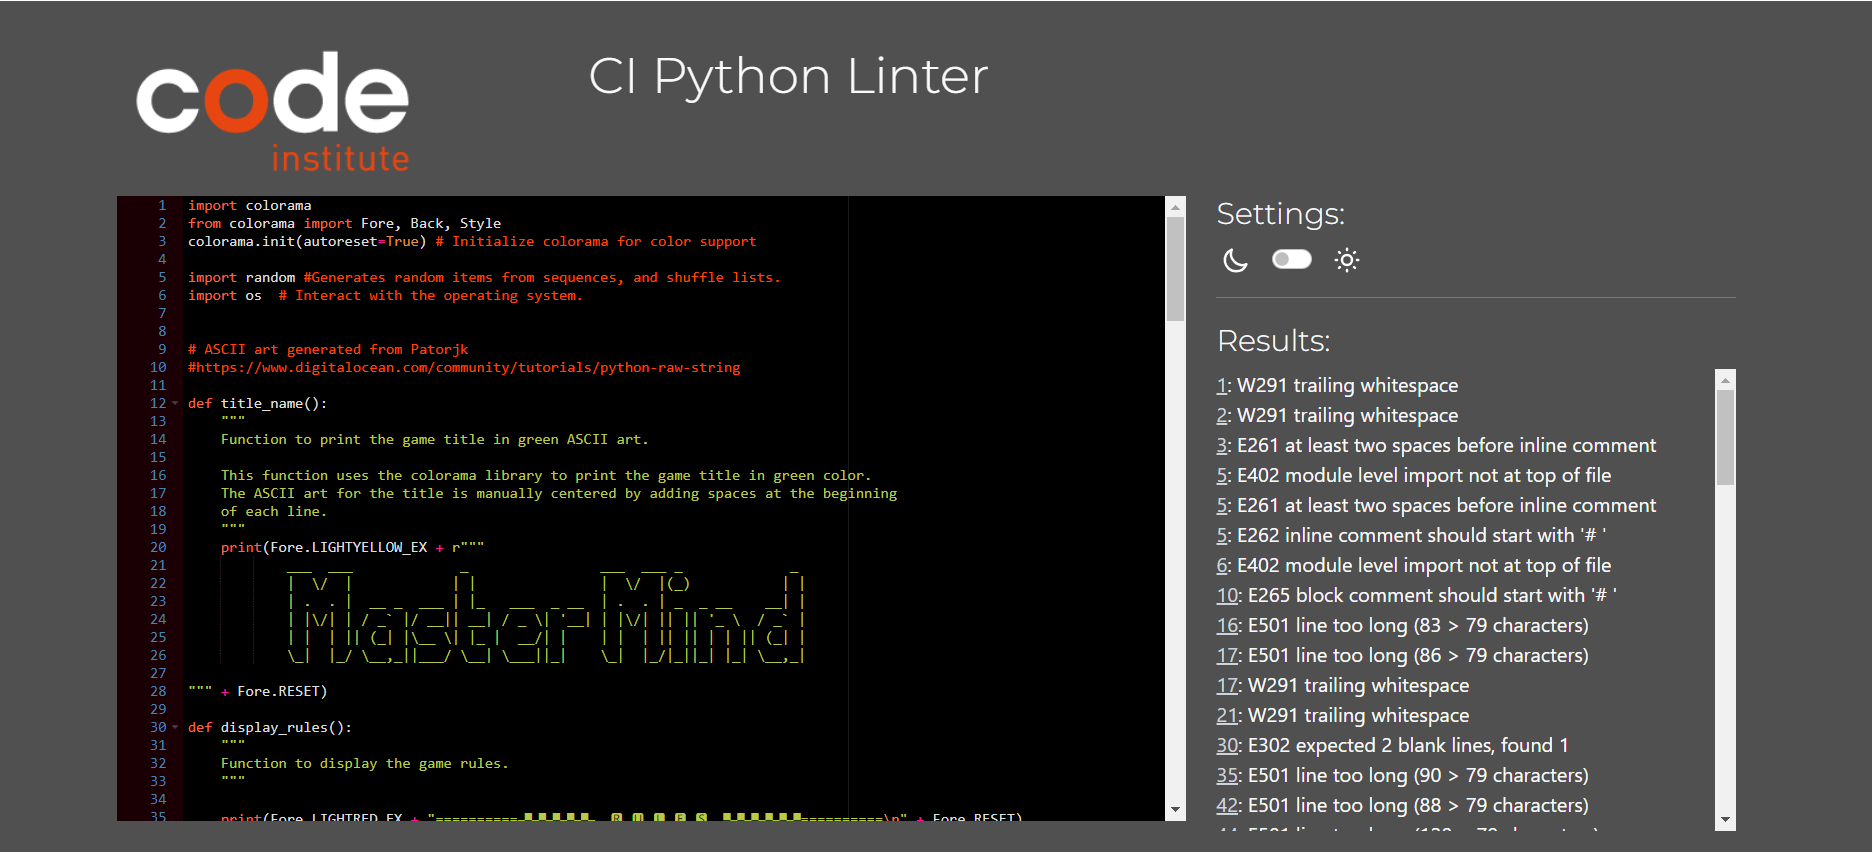 code
institute
CI Python Linter
1 import colorama
2 from colorama import Fore, Back, Style
3 colorama.init(autoreset=True) # Initialize colorama for color support
4
5 import random #Generates random items from sequences, and shuffle lists.
6 import os  # Interact with the operating system.
7
8
9 # ASCII art generated from Patorjk
10 #https://www.digitalocean.com/community/tutorials/python-raw-string
11
12 def title_name():
13     """
14     Function to print the game title in green ASCII art.
15
16     This function uses the colorama library to print the game title in green color.
17     The ASCII art for the title is manually centered by adding spaces at the beginning
18     of each line.
19     """
20     print(Fore.LIGHTYELLOW_EX + r"""
21
22
23
24
25
26
27
28 """ + Fore.RESET)
29
30 def display_rules():
31     """
32     Function to display the game rules.
33     """
34
35     print(Fore.LIGHTRED_EX + " RULES \n" + Fore.RESET)
Settings:
Results:
1: W291 trailing whitespace
2: W291 trailing whitespace
3: E261 at least two spaces before inline comment
5: E402 module level import not at top of file
5: E261 at least two spaces before inline comment
5: E262 inline comment should start with '# '
6: E402 module level import not at top of file
10: E265 block comment should start with '# '
16: E501 line too long (83 > 79 characters)
17: E501 line too long (86 > 79 characters)
17: W291 trailing whitespace
21: W291 trailing whitespace
30: E302 expected 2 blank lines, found 1
35: E501 line too long (90 > 79 characters)
42: E501 line too long (88 > 79 characters)